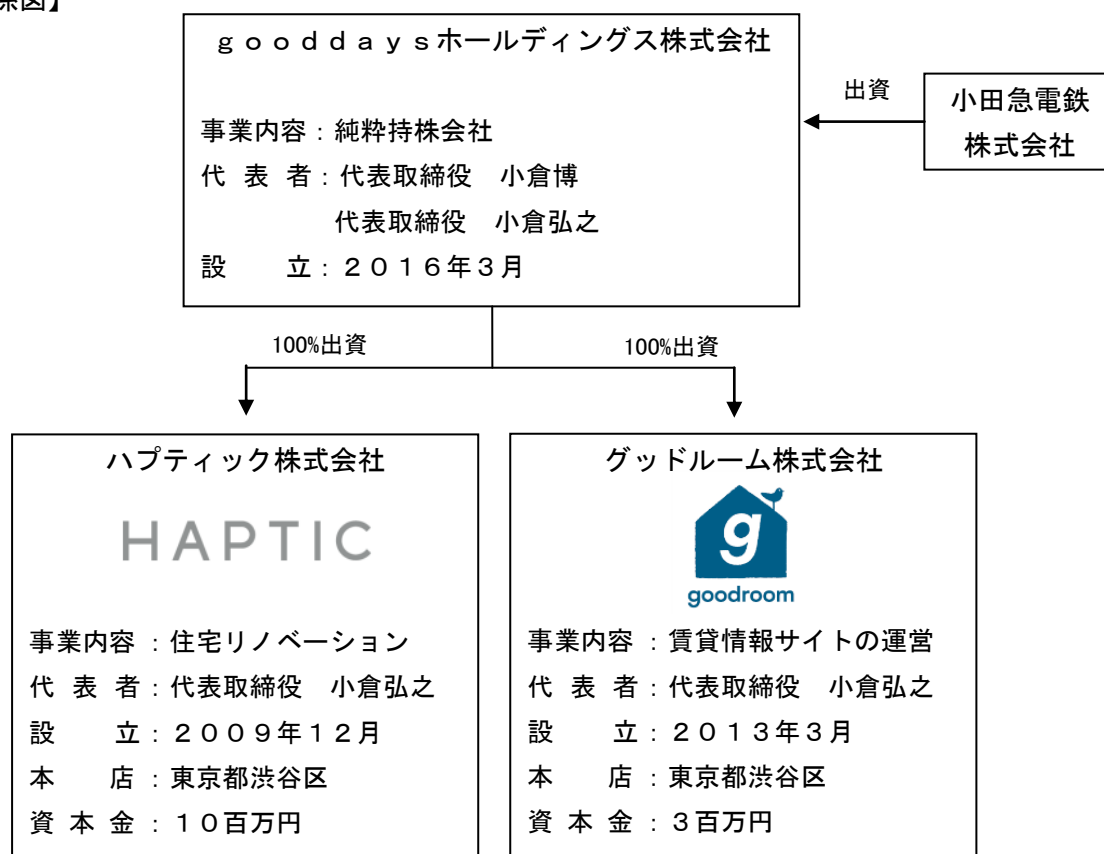 係図】
ｇｏｏｄｄａｙｓホールディングス株式会社
事業内容：純粋持株会社
代 表 者：代表取締役　小倉博
代表取締役　小倉弘之
設　　立：２０１６年３月
出資
小田急電鉄
株式会社
100%出資
100%出資
ハプティック株式会社
HAPTIC
事業内容 ：住宅リノベーション
代 表 者：代表取締役　小倉弘之
設　　立：２００９年１２月
本　　店：東京都渋谷区
資 本 金 ：１０百万円
グッドルーム株式会社
g
goodroom
事業内容 ：賃貸情報サイトの運営
代 表 者：代表取締役　小倉弘之
設　　立：２０１３年３月
本　　店：東京都渋谷区
資 本 金 ：３百万円